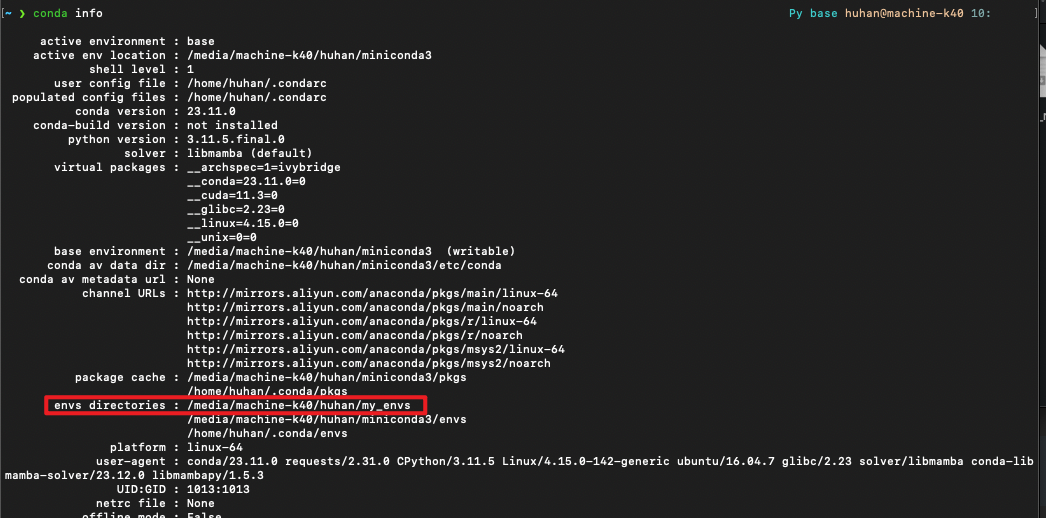 [~ ❯ conda info Py base huhan@machine-k40 10: ]
active environment : base
active env location : /media/machine-k40/huhan/miniconda3
shell level : 1
user config file : /home/huhan/.condarc
populated config files : /home/huhan/.condarc
conda version : 23.11.0
conda-build version : not installed
python version : 3.11.5.final.0
solver : libmamba (default)
virtual packages : __archspec=1=ivybridge
__conda=23.11.0=0
__cuda=11.3=0
__glibc=2.23=0
__linux=4.15.0=0
__unix=0=0
base environment : /media/machine-k40/huhan/miniconda3  (writable)
conda av data dir : /media/machine-k40/huhan/miniconda3/etc/conda
conda av metadata url : None
channel URLs : http://mirrors.aliyun.com/anaconda/pkgs/main/linux-64
http://mirrors.aliyun.com/anaconda/pkgs/main/noarch
http://mirrors.aliyun.com/anaconda/pkgs/r/linux-64
http://mirrors.aliyun.com/anaconda/pkgs/r/noarch
http://mirrors.aliyun.com/anaconda/pkgs/msys2/linux-64
http://mirrors.aliyun.com/anaconda/pkgs/msys2/noarch
package cache : /media/machine-k40/huhan/miniconda3/pkgs
/home/huhan/.conda/pkgs
envs directories : /media/machine-k40/huhan/my_envs
/media/machine-k40/huhan/miniconda3/envs
/home/huhan/.conda/envs
platform : linux-64
user-agent : conda/23.11.0 requests/2.31.0 CPython/3.11.5 Linux/4.15.0-142-generic ubuntu/16.04.7 glibc/2.23 solver/libmamba conda-lib
mamba-solver/23.12.0 libmambapy/1.5.3
UID:GID : 1013:1013
netrc file : None
offline mode : False